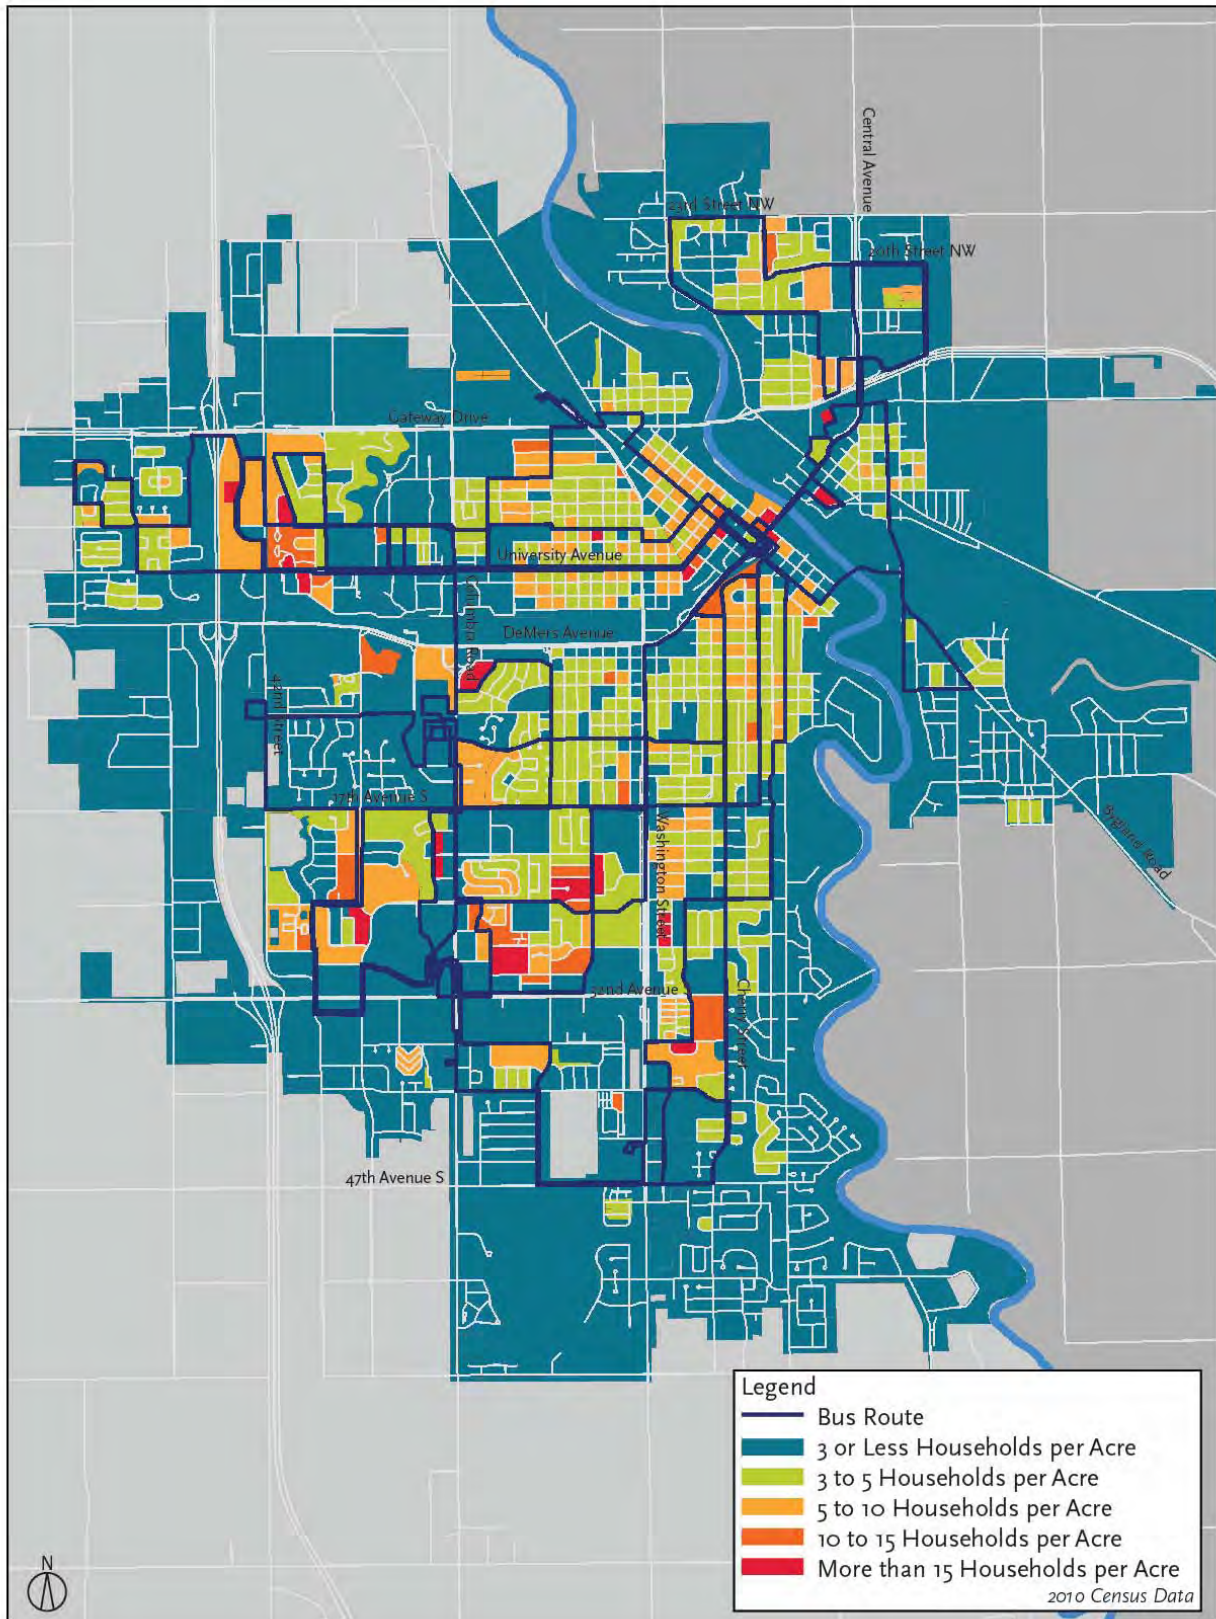 Central Avenue
23rd Street NW
20th Street NW
Gateway Drive
University Avenue
Columbia Road
DeMers Avenue
42nd Street
17th Avenue S
Washington Street
Bygland Road
32nd Avenue S
Cherry Street
47th Avenue S
Legend
Bus Route
3 or Less Households per Acre
3 to 5 Households per Acre
5 to 10 Households per Acre
10 to 15 Households per Acre
More than 15 Households per Acre
2010 Census Data
N